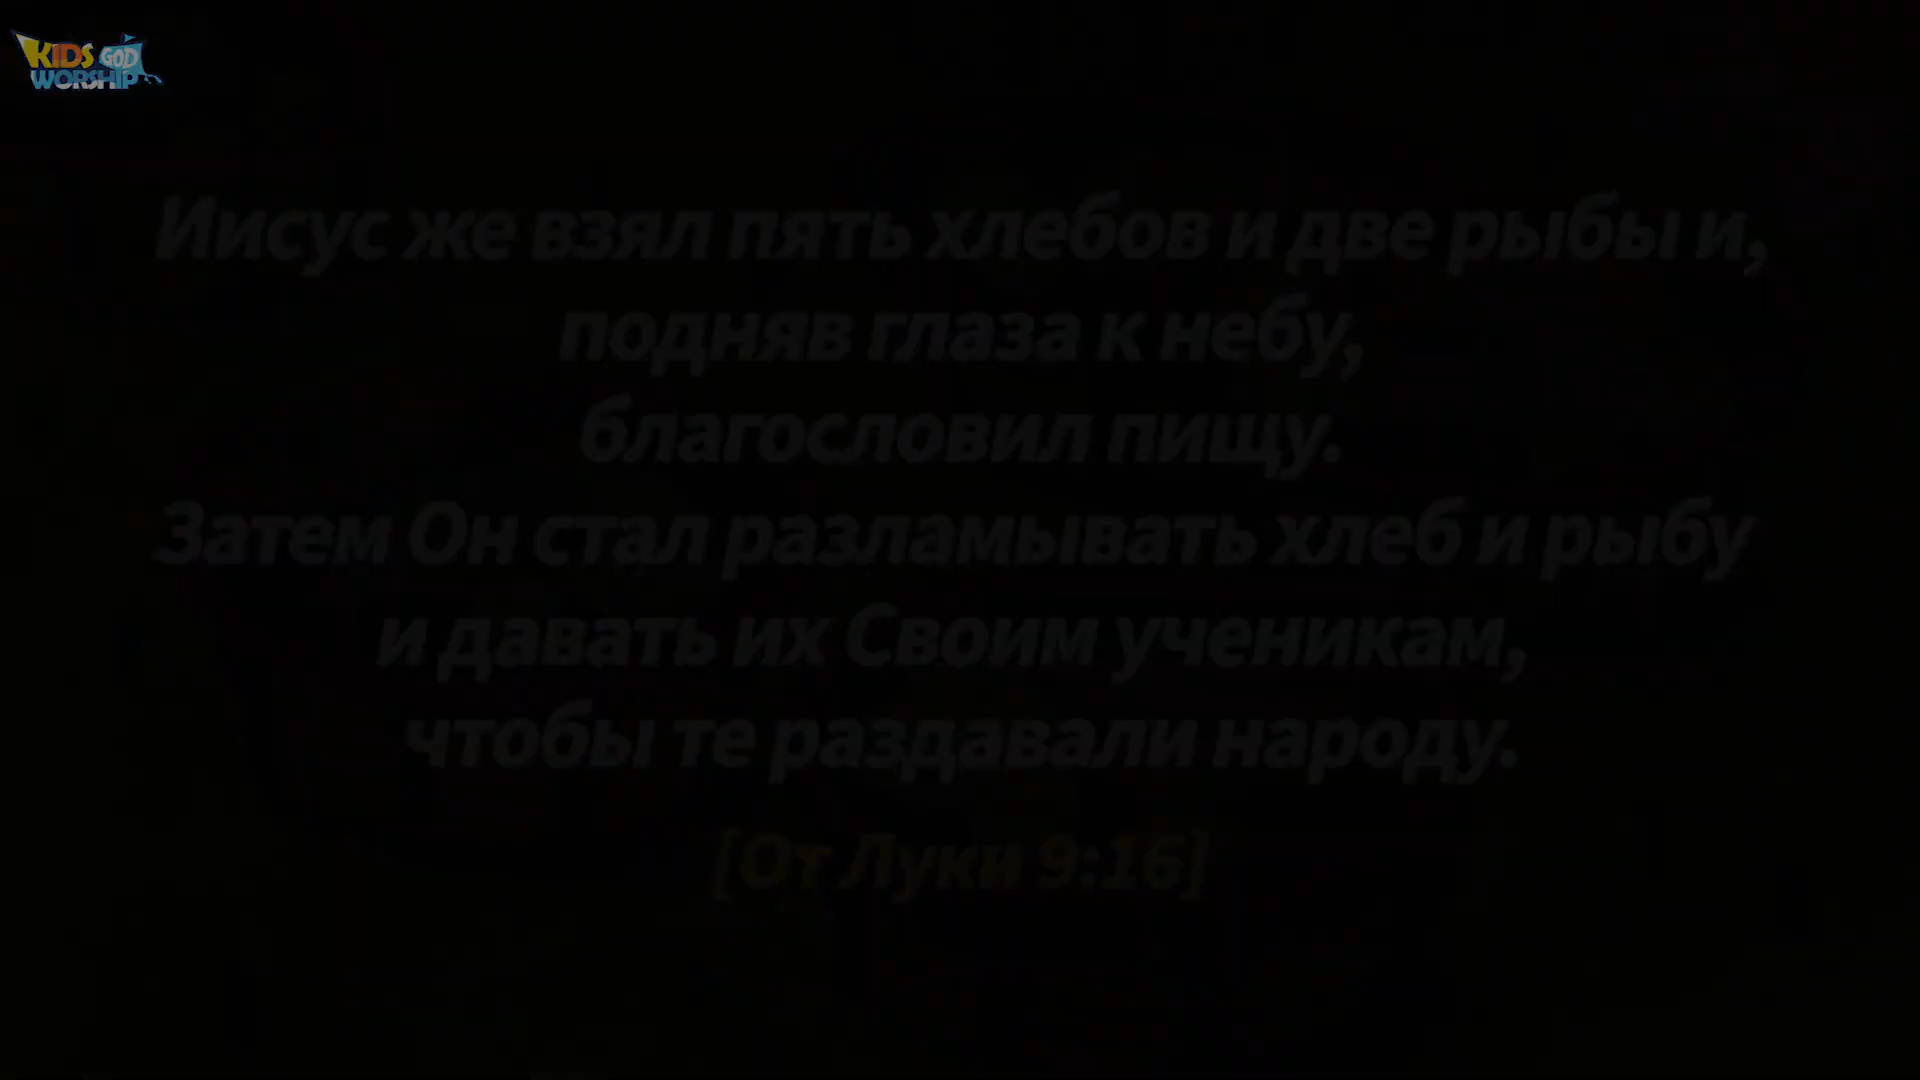 KIDS GOD
WORSHIP
Иисус же взял пять хлебов и две рыбы и,
подняв глаза к небу,
благословил пищу.
Затем Он стал разламывать хлеб и рыбу
и давать их Своим ученикам,
чтобы те раздавали народу.
[От Луки 9:16]